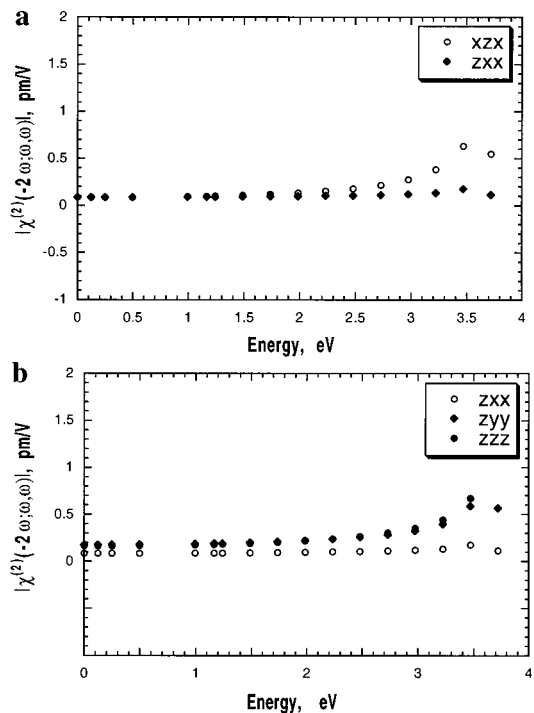 a
2
1.5
1
0.5
0
-0.5
-1
|χ(2)(-2ω;ω,ω)|, pm/V
xzx
zxx
0 0.5 1 1.5 2 2.5 3 3.5 4
Energy, eV
b
2
1.5
1
0.5
0
|χ(2)(-2ω;ω,ω)|, pm/V
zxx
zyy
zzz
0 1 2 3 4
Energy, eV